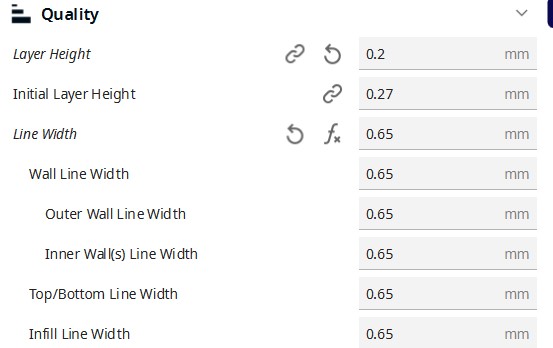 Quality
Layer Height 0.2 mm
Initial Layer Height 0.27 mm
Line Width fx 0.65 mm
Wall Line Width 0.65 mm
Outer Wall Line Width 0.65 mm
Inner Wall(s) Line Width 0.65 mm
Top/Bottom Line Width 0.65 mm
Infill Line Width 0.65 mm